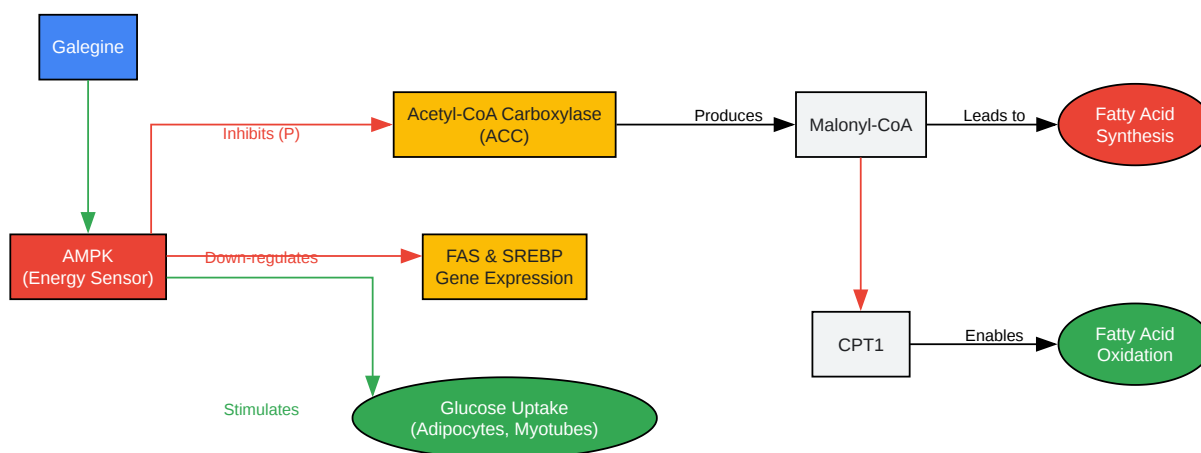 Galegine
Inhibits (P)
Acetyl-CoA Carboxylase
(ACC)
Produces
Malonyl-CoA
Leads to
Fatty Acid
Synthesis
AMPK
(Energy Sensor)
Down-regulates
FAS & SREBP
Gene Expression
CPT1
Enables
Fatty Acid
Oxidation
Stimulates
Glucose Uptake
(Adipocytes, Myotubes)